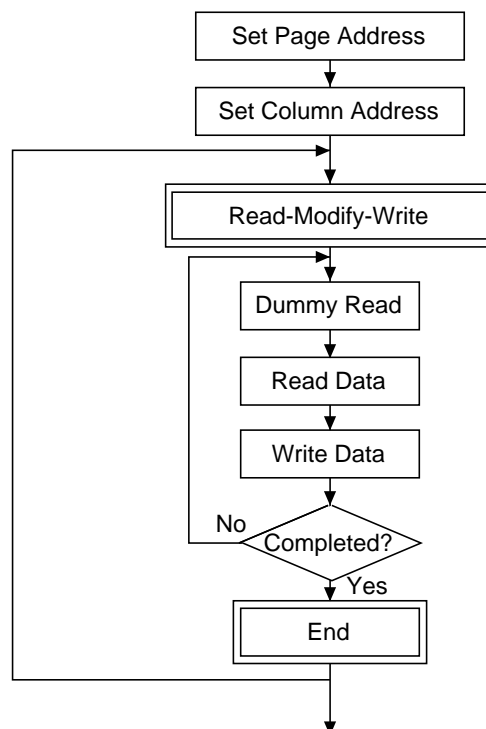 Set Page Address
Set Column Address
Read-Modify-Write
Dummy Read
Read Data
Write Data
No
Completed?
Yes
End